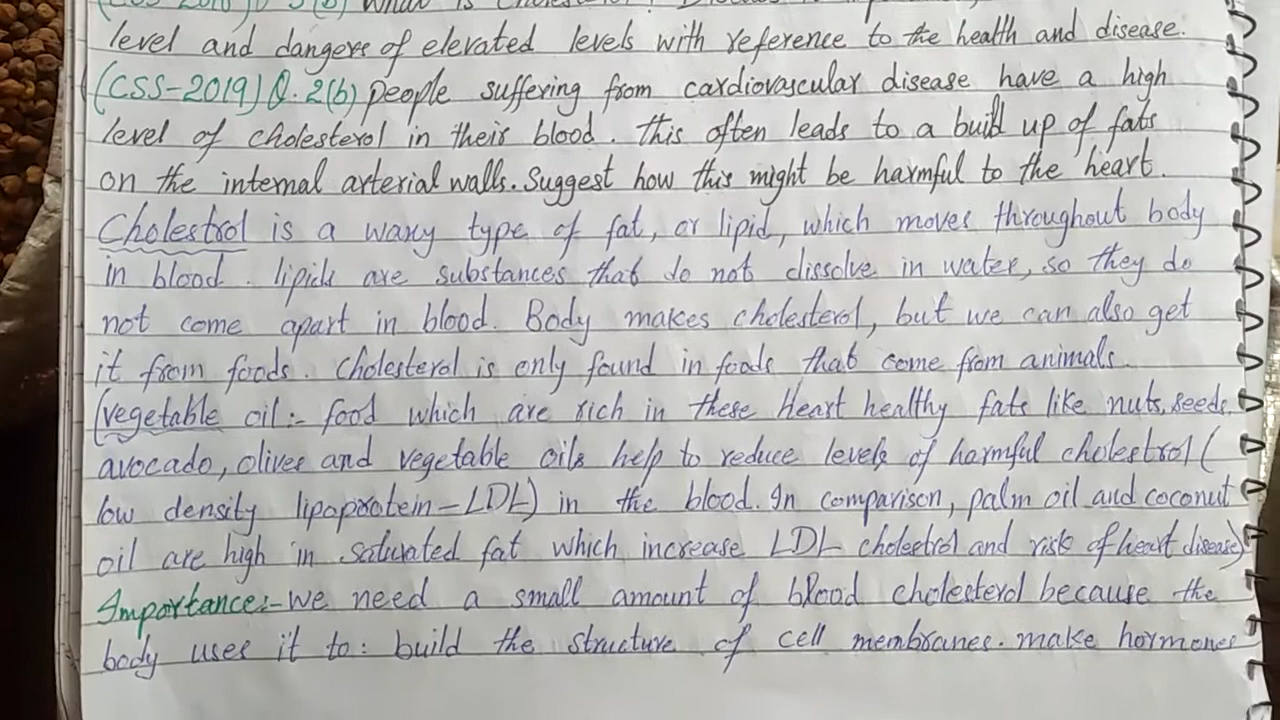 What is
level and dangers of elevated levels with reference to the health and disease.
(CSS-2019) Q. 2(b) People suffering from cardiovascular disease have a high
level of cholesterol in their blood. This often leads to a build up of fats
on the internal arterial walls. Suggest how this might be harmful to the heart.
Cholestrol is a waxy type of fat, or lipid, which moves throughout body
in blood. lipids are substances that do not dissolve in water, so they do
not come apart in blood. Body makes cholesterol, but we can also get
it from foods. Cholesterol is only found in foods that come from animals.
(vegetable oil:- food which are rich in these Heart healthy fats like nuts, seeds,
avocado, olives and vegetable oils help to reduce levels of harmful cholestrol (
low density lipoprotein-LDL) in the blood. In comparison, palm oil and coconut
oil are high in saturated fat which increase LDL cholestrol and risk of heart disease)
Importance:- we need a small amount of blood cholesterol because the
body uses it to: build the structure of cell membranes. make hormones